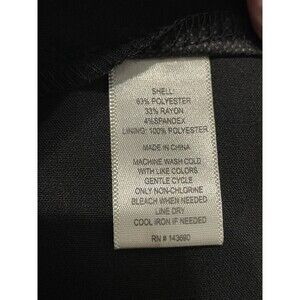 SHELL:
63% POLYESTER
33% RAYON
4%SPANDEX
LINING: 100% POLYESTER
MADE IN CHINA
MACHINE WASH COLD
WITH LIKE COLORS
GENTLE CYCLE
ONLY NON-CHLORINE
BLEACH WHEN NEEDED
LINE DRY
COOL IRON IF NEEDED
RN # 143680